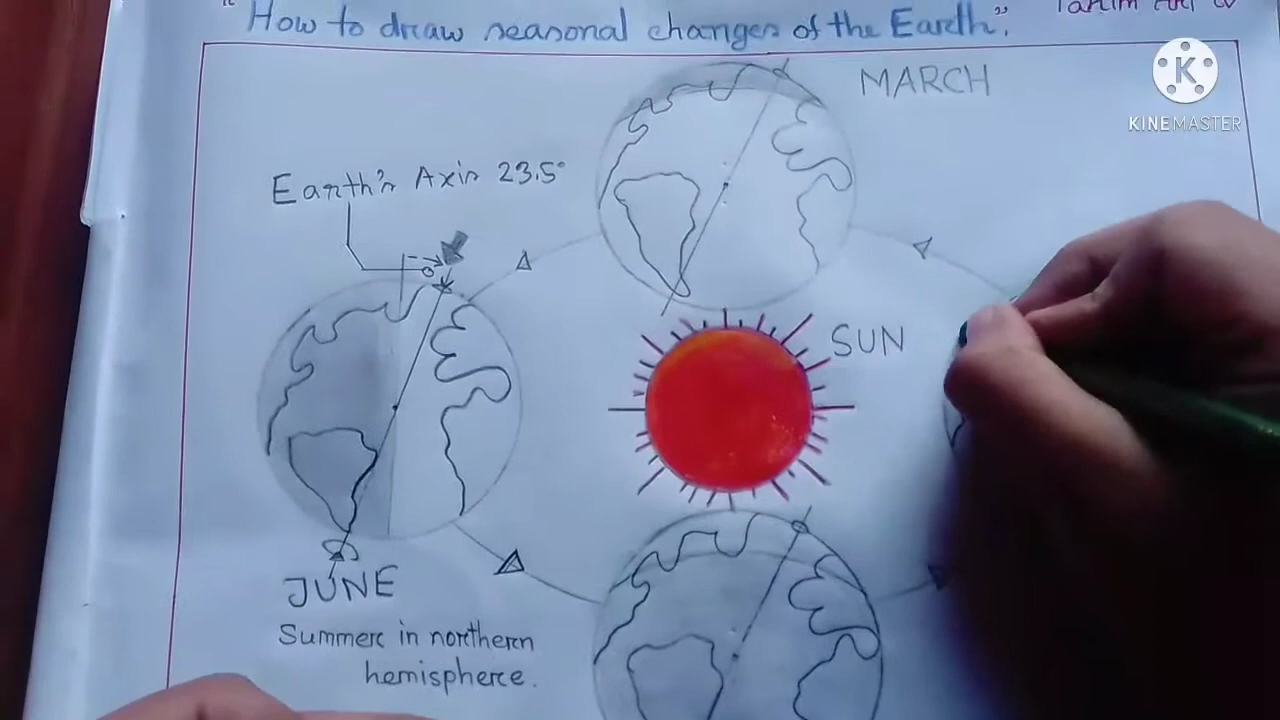 "How to draw seasonal changes of the Earth."
MARCH
KINEMASTER
Earth's Axis 23.5°
SUN
JUNE
Summer in northern
hemisphere.